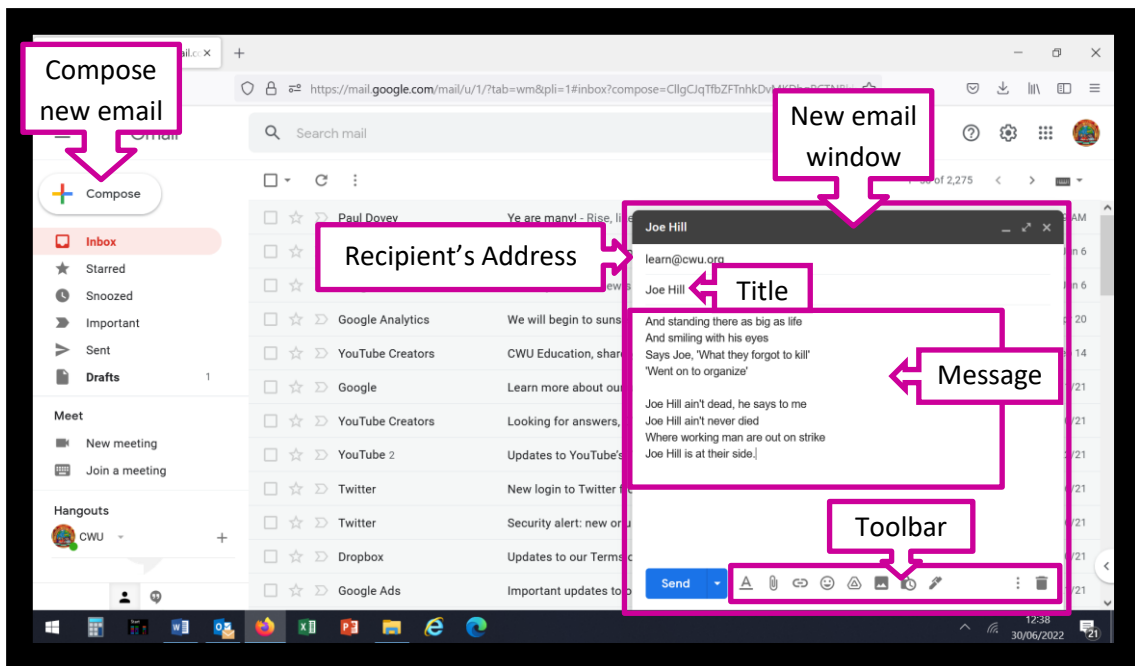 Compose
new email
https://mail.google.com/mail/u/1/?tab=wm&pli=1#inbox?compose=CllgCJqTfbZFTnhkDv
New email
window
Gmail
Search mail
Compose
of 2,275
Inbox
Starred
Snoozed
Important
Sent
Drafts 1
Meet
New meeting
Join a meeting
Hangouts
CWU
Paul Dovey Ye are many! - Rise,
Google Analytics We will begin to
YouTube Creators CWU Education,
Google Learn more about
YouTube Creators Looking for answers,
YouTube 2 Updates to YouTube's
Twitter New login to Twitter
Twitter Security alert: new or
Dropbox Updates to our Terms
Google Ads Important updates to
Recipient's Address
Joe Hill
learn@cwu.org
Joe Hill
Title
And standing there as big as life
And smiling with his eyes
Says Joe, 'What they forgot to kill'
'Went on to organize'
Joe Hill ain't dead, he says to me
Joe Hill ain't never died
Where working man are out on strike
Joe Hill is at their side.
Message
Toolbar
Send
12:38
30/06/2022
21